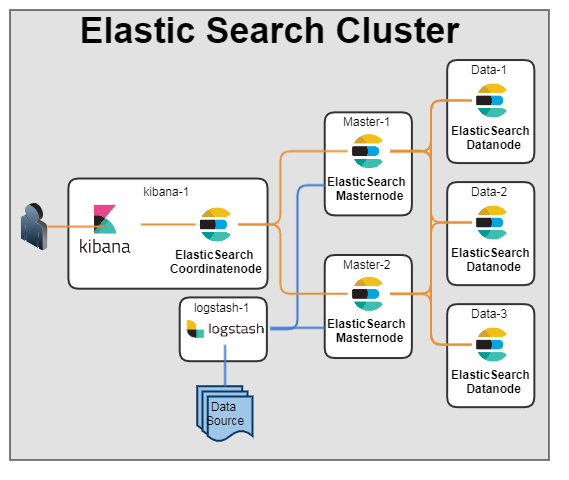 Elastic Search Cluster
kibana-1
kibana
ElasticSearch
Coordinatenode
logstash-1
logstash
Data
Source
Master-1
ElasticSearch
Masternode
Master-2
ElasticSearch
Masternode
Data-1
ElasticSearch
Datanode
Data-2
ElasticSearch
Datanode
Data-3
ElasticSearch
Datanode